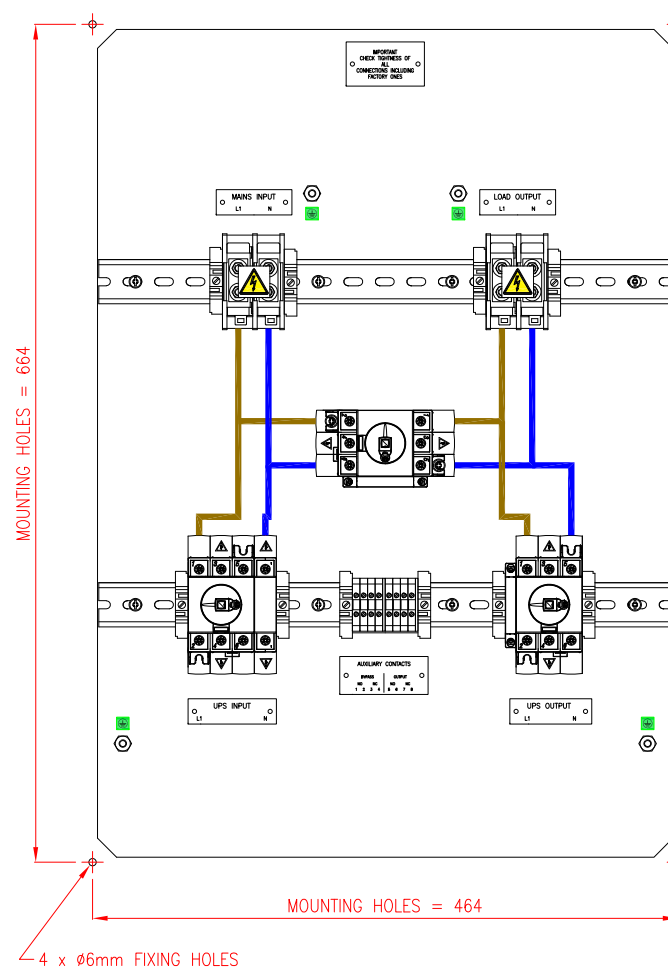 IMPORTANT
CHECK TIGHTNESS OF
ALL
CONNECTIONS INCLUDING
FACTORY ONES
MAINS INPUT
L1 N
LOAD OUTPUT
L1 N
MOUNTING HOLES = 664
AUXILIARY CONTACTS
BYPASS OUTPUT
NO NC NO NC
1 2 3 4 5 6 7 8
UPS INPUT
L1 N
UPS OUTPUT
L1 N
MOUNTING HOLES = 464
4 x Ø6mm FIXING HOLES